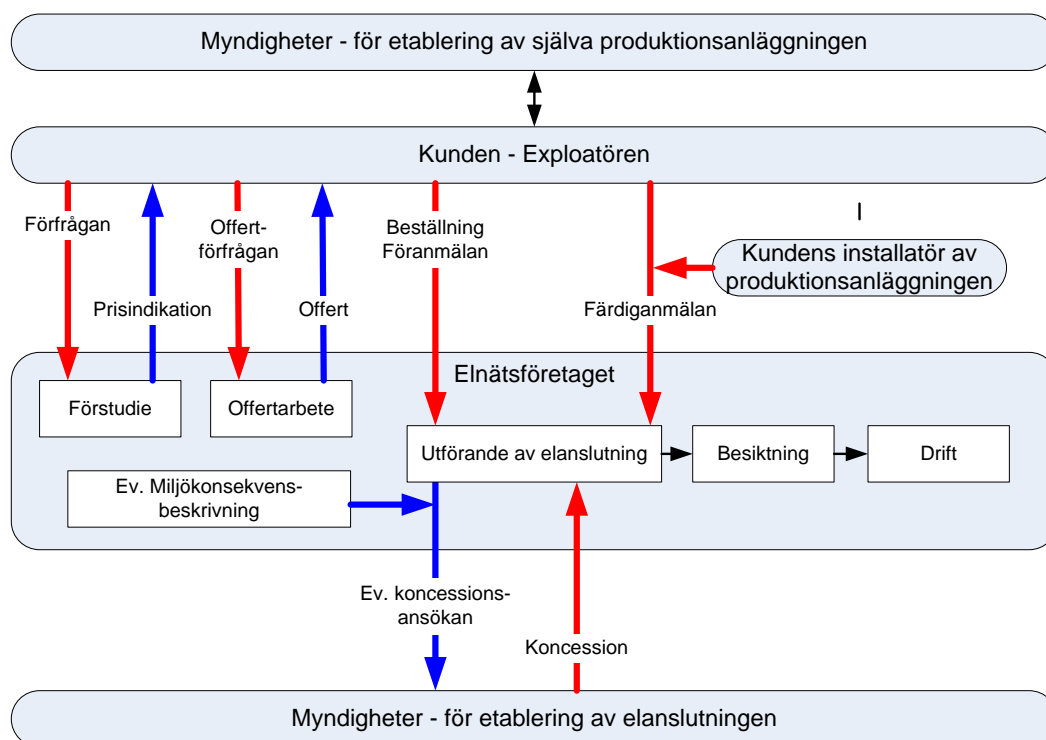 Myndigheter - för etablering av själva produktionsanläggningen
Kunden - Exploatören
Förfrågan
Offert-
förfrågan
Beställning
Föranmälan
Kundens installatör av
produktionsanläggningen
Prisindikation
Offert
Färdiganmälan
Elnätsföretaget
Förstudie
Offertarbete
Utförande av elanslutning
Besiktning
Drift
Ev. Miljökonsekvens-
beskrivning
Ev. koncessions-
ansökan
Koncession
Myndigheter - för etablering av elanslutningen